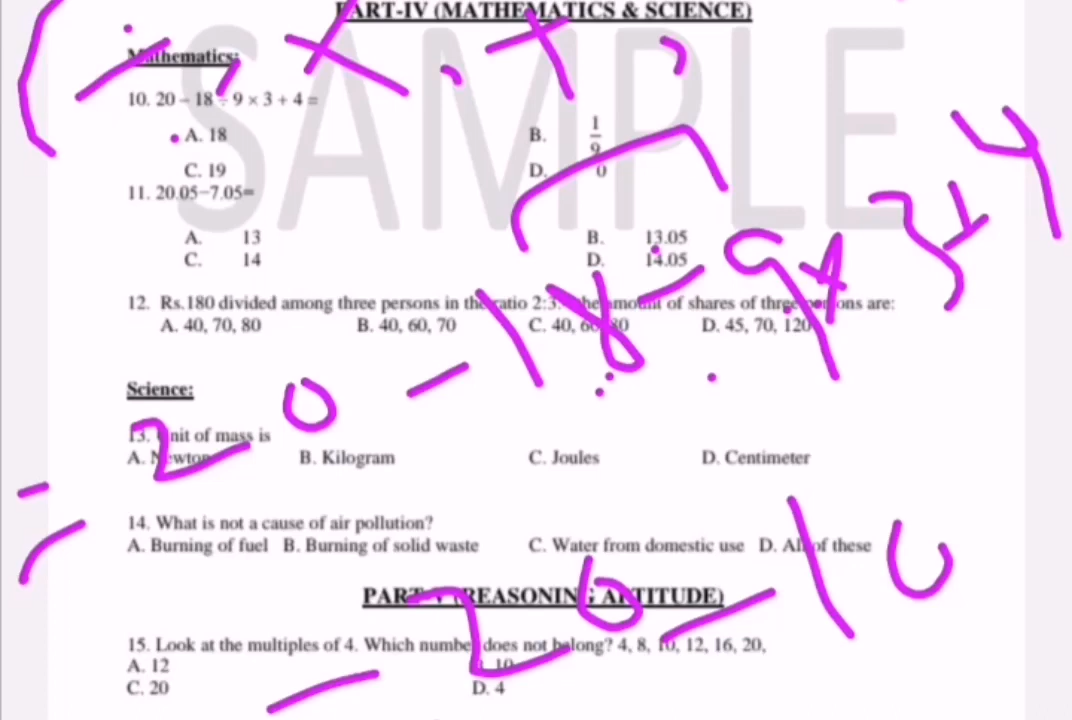 PART-IV (MATHEMATICS & SCIENCE)
SAMPLE
Mathematics:
10. 20 – 18 ÷ 9 × 3 + 4 =
A. 18 B. 1/9
C. 19 D. 0
11. 20.05−7.05=
A. 13 B. 13.05
C. 14 D. 14.05
12. Rs.180 divided among three persons in the ratio 2:3: the amount of shares of three persons are:
A. 40, 70, 80 B. 40, 60, 70 C. 40, 60, 80 D. 45, 70, 120
20 - 18 ÷ 9 × 3 + 4
Science:
13. Unit of mass is
A. Newton B. Kilogram C. Joules D. Centimeter
14. What is not a cause of air pollution?
A. Burning of fuel B. Burning of solid waste C. Water from domestic use D. All of these
= 20 - 10
PART-V (REASONING APTITUDE)
15. Look at the multiples of 4. Which number does not belong? 4, 8, 10, 12, 16, 20,
A. 12 B. 10
C. 20 D. 4